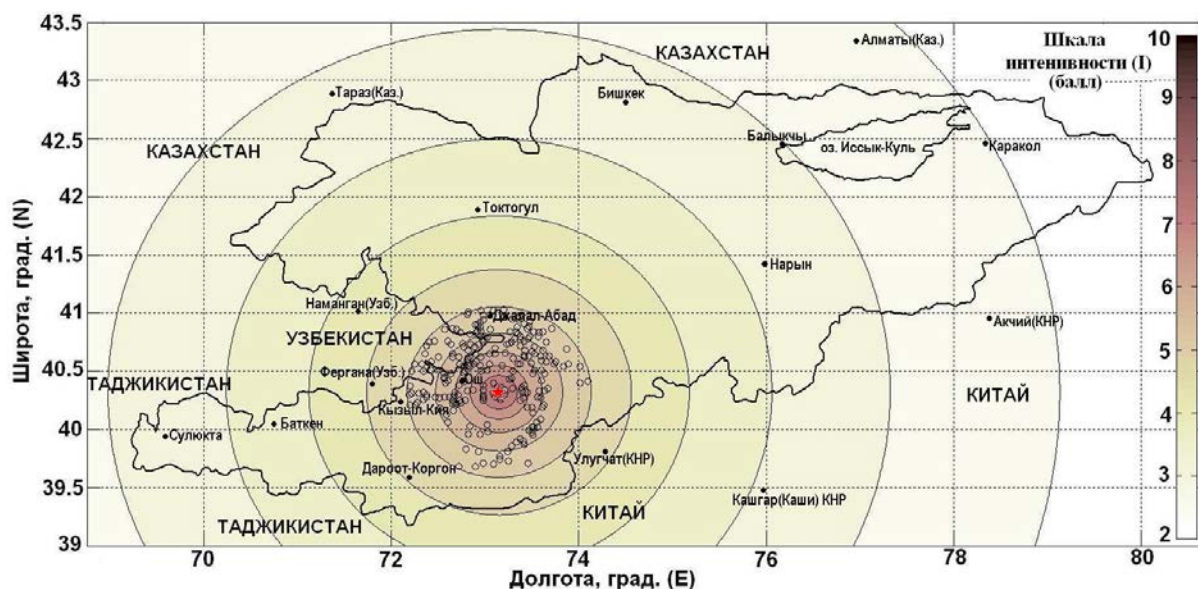 43.5
43
42.5
42
41.5
41
40.5
40
39.5
39
Широта, град. (N)
КАЗАХСТАН
Алматы(Каз.)
Шкала
интенивности (I)
(балл)
10
9
8
7
6
5
4
3
2
Тараз(Каз.)
Бишкек
КАЗАХСТАН
Балыкчы
оз. Иссык-Куль
Каракол
Токтогул
Нарын
Наманган(Узб.)
Джалал-Абад
Акчий(КНР)
УЗБЕКИСТАН
Фергана(Узб.)
Ош
ТАДЖИКИСТАН
КИТАЙ
Кызыл-Кия
Баткен
Сулюкта
Улугчат(КНР)
Дароот-Коргон
Кашгар(Каши) КНР
ТАДЖИКИСТАН
КИТАЙ
70
72
74
76
78
80
Долгота, град. (E)